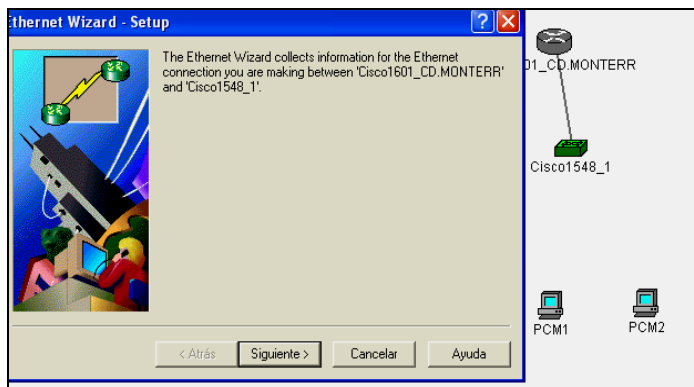 Ethernet Wizard - Setup
The Ethernet Wizard collects information for the Ethernet
connection you are making between 'Cisco1601_CD.MONTERR'
and 'Cisco1548_1'.
01_CD.MONTERR
Cisco1548_1
PCM1
PCM2
< Atrás
Siguiente >
Cancelar
Ayuda